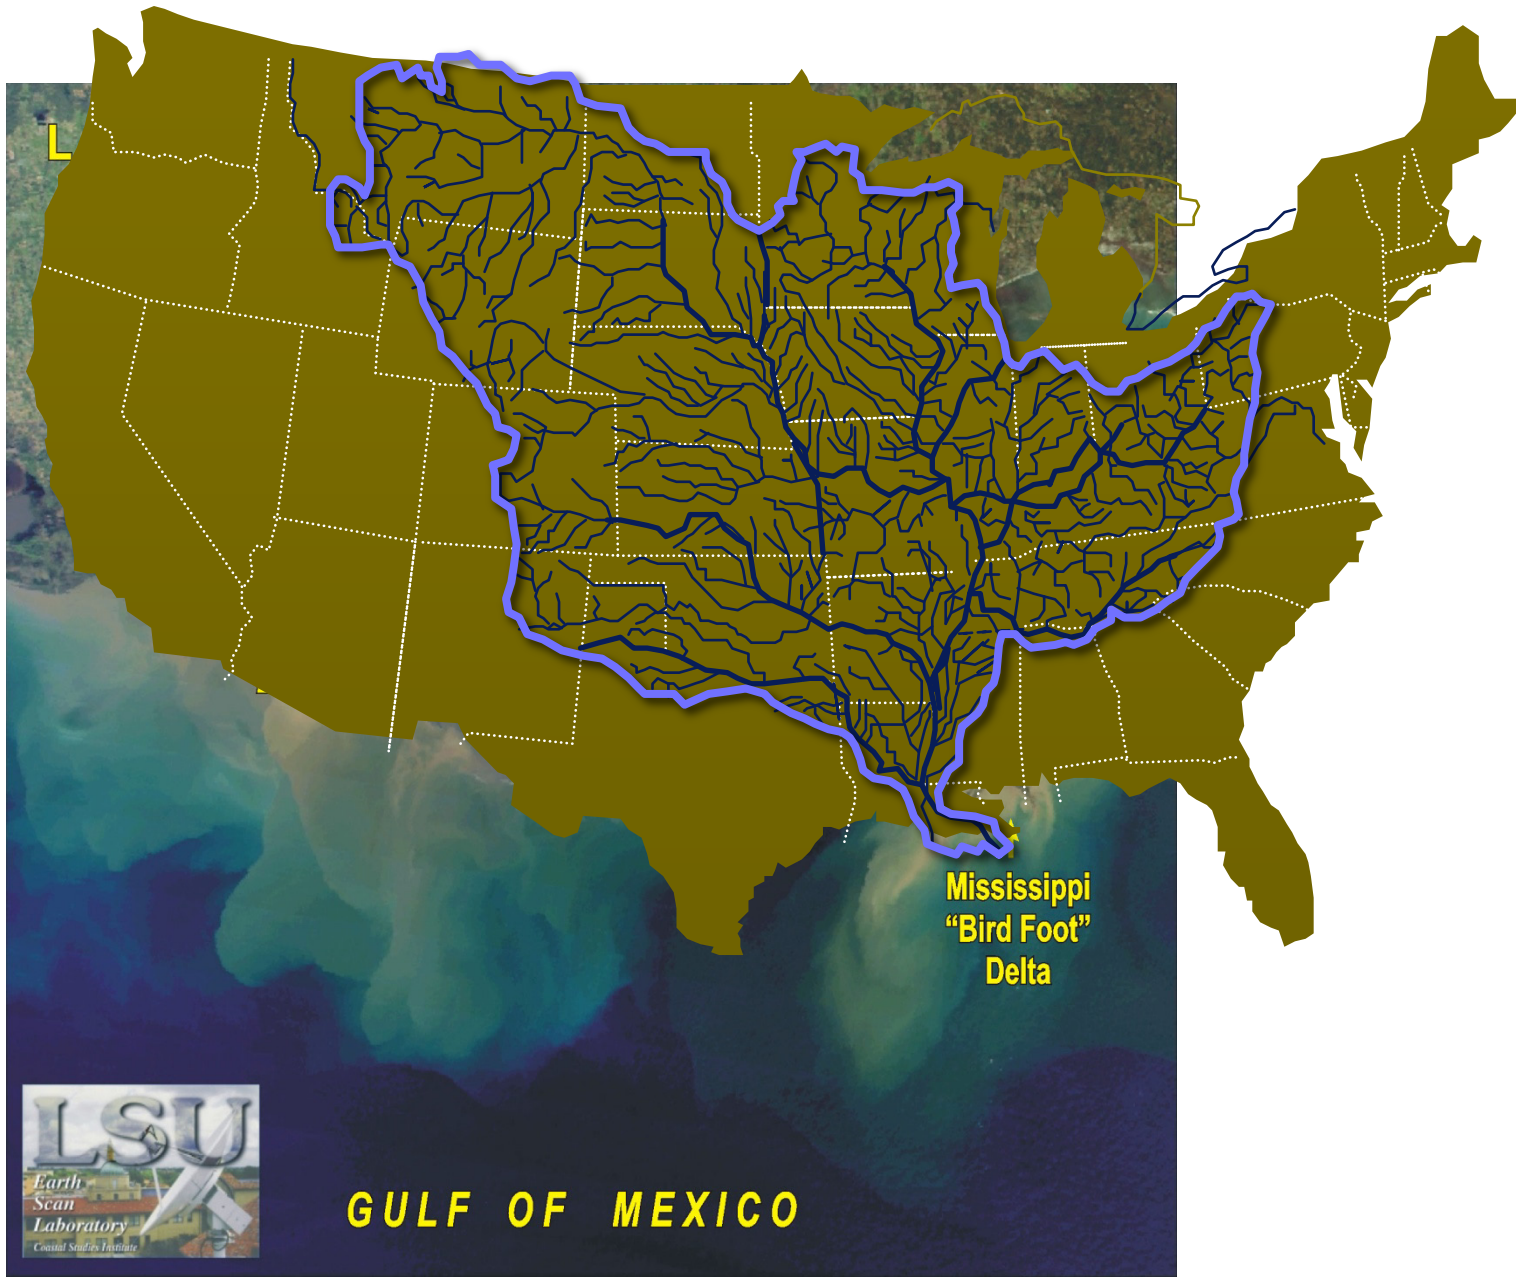 L
Mississippi
“Bird Foot”
Delta
LSU
Earth
Scan
Laboratory
Coastal Studies Institute
GULF OF MEXICO